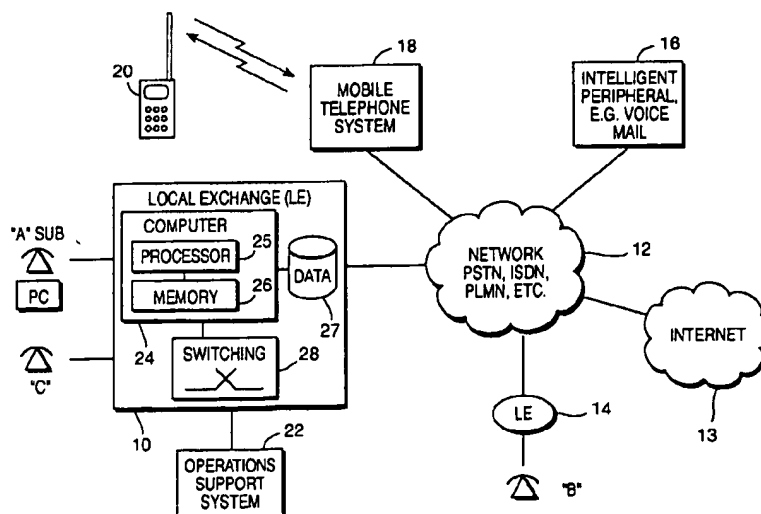 20
18
MOBILE
TELEPHONE
SYSTEM
16
INTELLIGENT
PERIPHERAL,
E.G. VOICE
MAIL
LOCAL EXCHANGE (LE)
COMPUTER
PROCESSOR
25
MEMORY
26
DATA
27
24
SWITCHING
28
"A" SUB
PC
"C"
10
22
OPERATIONS
SUPPORT
SYSTEM
NETWORK
PSTN, ISDN,
PLMN, ETC.
12
INTERNET
13
LE
14
"B"